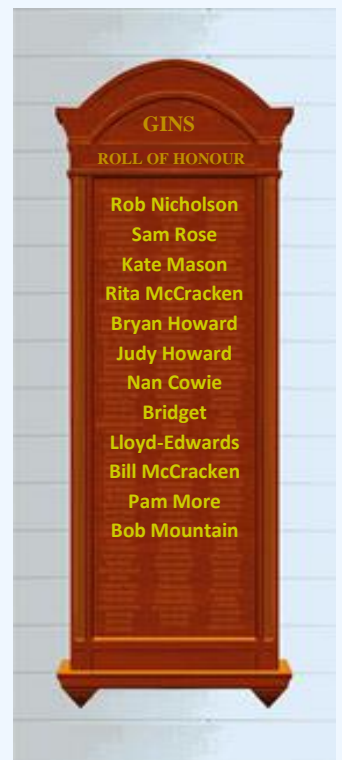 GINS
ROLL OF HONOUR
Rob Nicholson
Sam Rose
Kate Mason
Rita McCracken
Bryan Howard
Judy Howard
Nan Cowie
Bridget
Lloyd-Edwards
Bill McCracken
Pam More
Bob Mountain